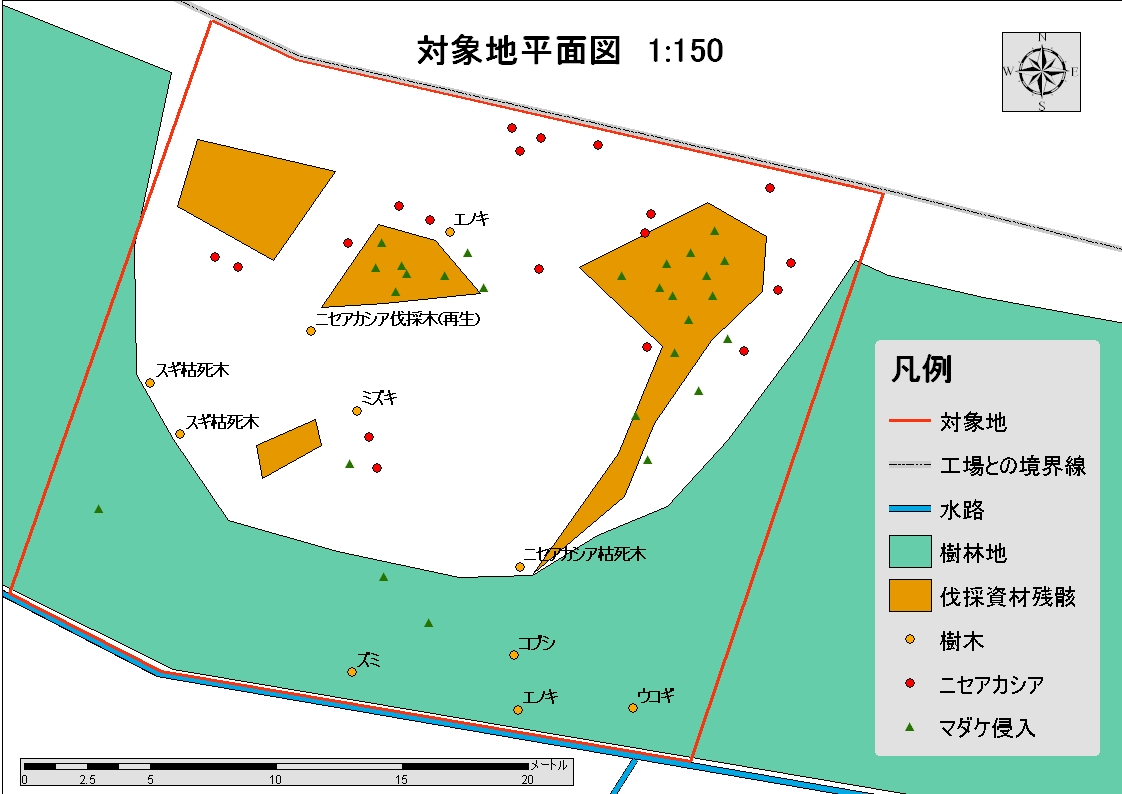 対象地平面図 1:150
N
W E
S
エノキ
ニセアカシア伐採木(再生)
スギ枯死木
スギ枯死木
ミズキ
ニセアカシア枯死木
コブシ
ズミ
エノキ
ウコギ
凡例
対象地
工場との境界線
水路
樹林地
伐採資材残骸
樹木
ニセアカシア
マダケ侵入
メートル
0 2.5 5 10 15 20